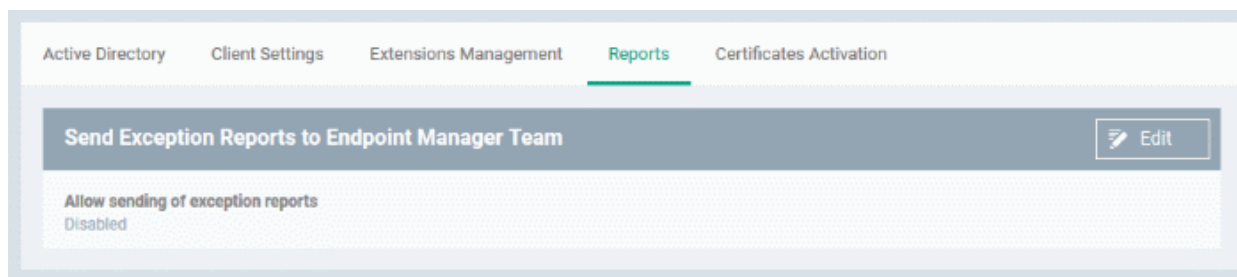 Active Directory Client Settings Extensions Management Reports Certificates Activation
Send Exception Reports to Endpoint Manager Team Edit
Allow sending of exception reports
Disabled